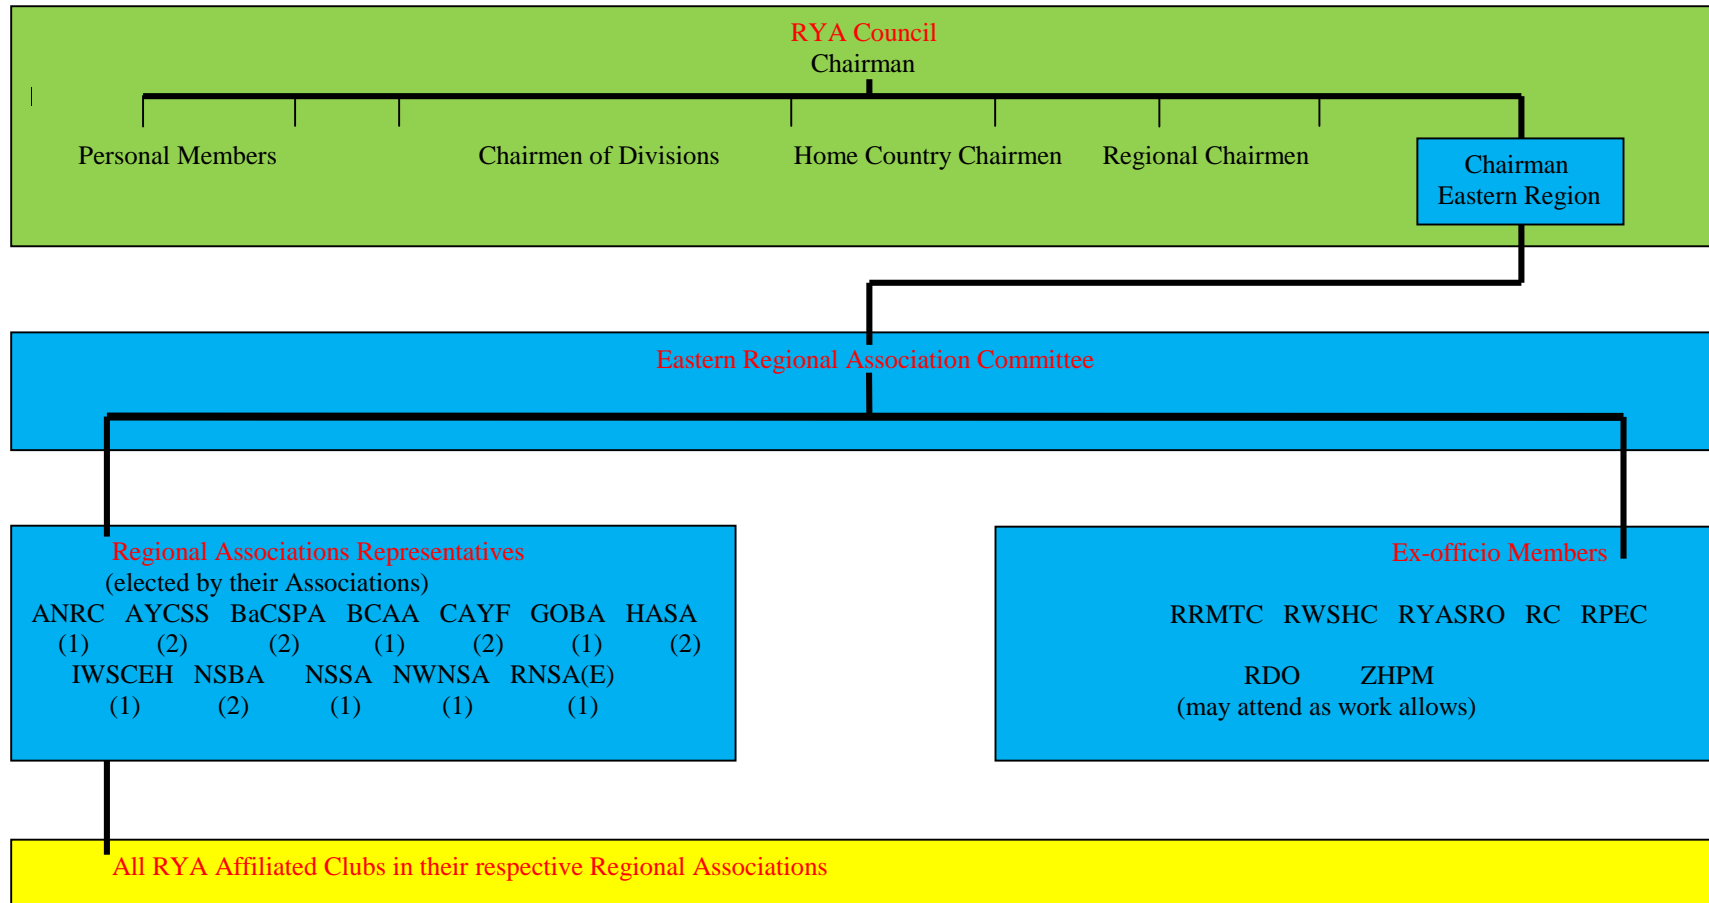 RYA Council
Chairman
Personal Members Chairmen of Divisions Home Country Chairmen Regional Chairmen
Chairman
Eastern Region
Eastern Regional Association Committee
Regional Associations Representatives
(elected by their Associations)
ANRC AYCSS BaCSPA BCAA CAYF GOBA HASA
(1) (2) (2) (1) (2) (1) (2)
IWSCEH NSBA NSSA NWNSA RNSA(E)
(1) (2) (1) (1) (1)
Ex-officio Members
RRMTC RWSHC RYASRO RC RPEC
RDO ZHPM
(may attend as work allows)
All RYA Affiliated Clubs in their respective Regional Associations